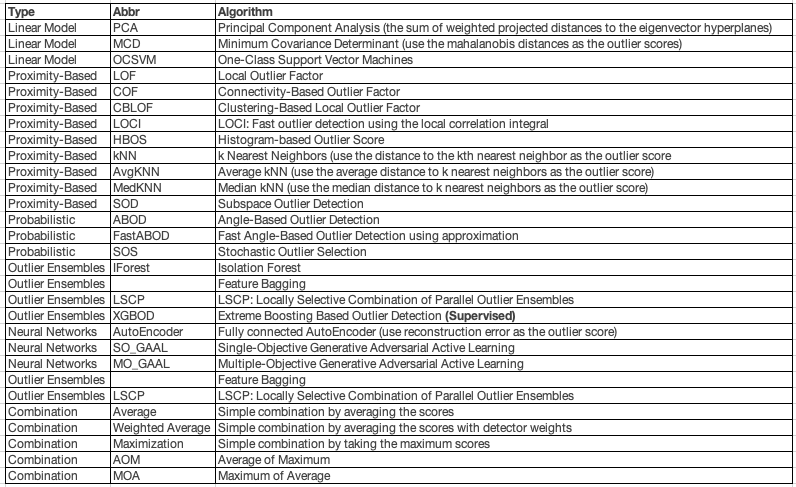 Type Abbr Algorithm
Linear Model PCA Principal Component Analysis (the sum of weighted projected distances to the eigenvector hyperplanes)
Linear Model MCD Minimum Covariance Determinant (use the mahalanobis distances as the outlier scores)
Linear Model OCSVM One-Class Support Vector Machines
Proximity-Based LOF Local Outlier Factor
Proximity-Based COF Connectivity-Based Outlier Factor
Proximity-Based CBLOF Clustering-Based Local Outlier Factor
Proximity-Based LOCI LOCI: Fast outlier detection using the local correlation integral
Proximity-Based HBOS Histogram-based Outlier Score
Proximity-Based kNN k Nearest Neighbors (use the distance to the kth nearest neighbor as the outlier score
Proximity-Based AvgKNN Average kNN (use the average distance to k nearest neighbors as the outlier score)
Proximity-Based MedKNN Median kNN (use the median distance to k nearest neighbors as the outlier score)
Proximity-Based SOD Subspace Outlier Detection
Probabilistic ABOD Angle-Based Outlier Detection
Probabilistic FastABOD Fast Angle-Based Outlier Detection using approximation
Probabilistic SOS Stochastic Outlier Selection
Outlier Ensembles IForest Isolation Forest
Outlier Ensembles Feature Bagging
Outlier Ensembles LSCP LSCP: Locally Selective Combination of Parallel Outlier Ensembles
Outlier Ensembles XGBOD Extreme Boosting Based Outlier Detection (Supervised)
Neural Networks AutoEncoder Fully connected AutoEncoder (use reconstruction error as the outlier score)
Neural Networks SO_GAAL Single-Objective Generative Adversarial Active Learning
Neural Networks MO_GAAL Multiple-Objective Generative Adversarial Active Learning
Outlier Ensembles Feature Bagging
Outlier Ensembles LSCP LSCP: Locally Selective Combination of Parallel Outlier Ensembles
Combination Average Simple combination by averaging the scores
Combination Weighted Average Simple combination by averaging the scores with detector weights
Combination Maximization Simple combination by taking the maximum scores
Combination AOM Average of Maximum
Combination MOA Maximum of Average